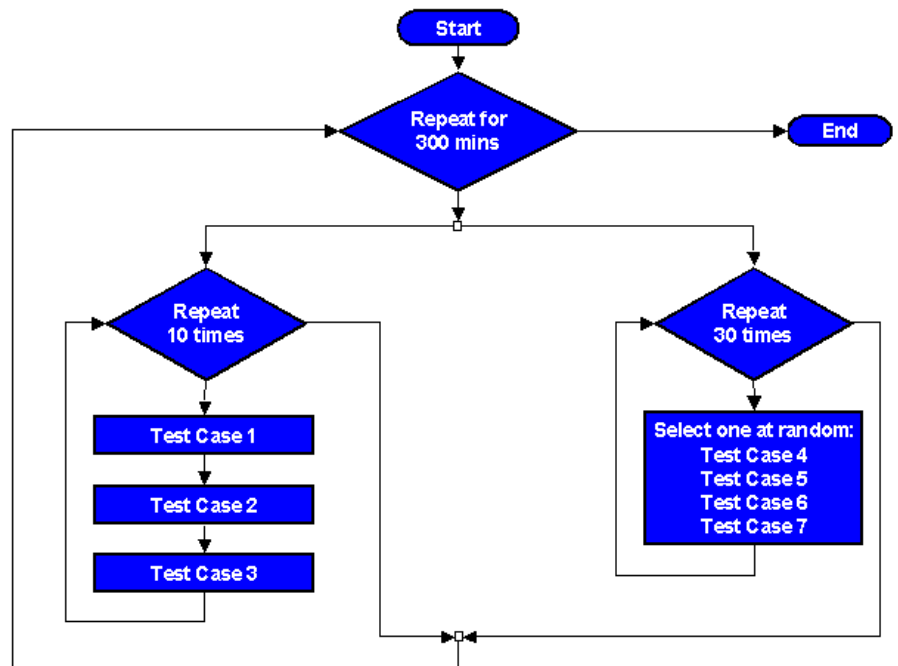 Start
Repeat for
300 mins
End
Repeat
10 times
Repeat
30 times
Test Case 1
Test Case 2
Test Case 3
Select one at random:
Test Case 4
Test Case 5
Test Case 6
Test Case 7